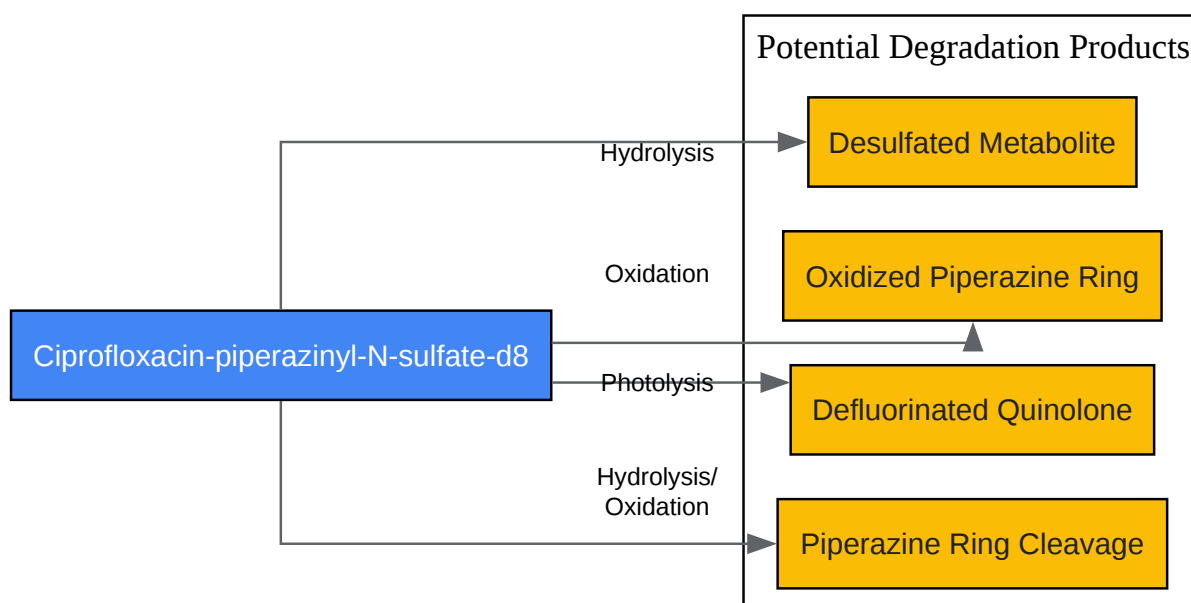 Potential Degradation Products
Hydrolysis
Desulfated Metabolite
Oxidation
Oxidized Piperazine Ring
Ciprofloxacin-piperazinyl-N-sulfate-d8
Photolysis
Defluorinated Quinolone
Hydrolysis/
Oxidation
Piperazine Ring Cleavage